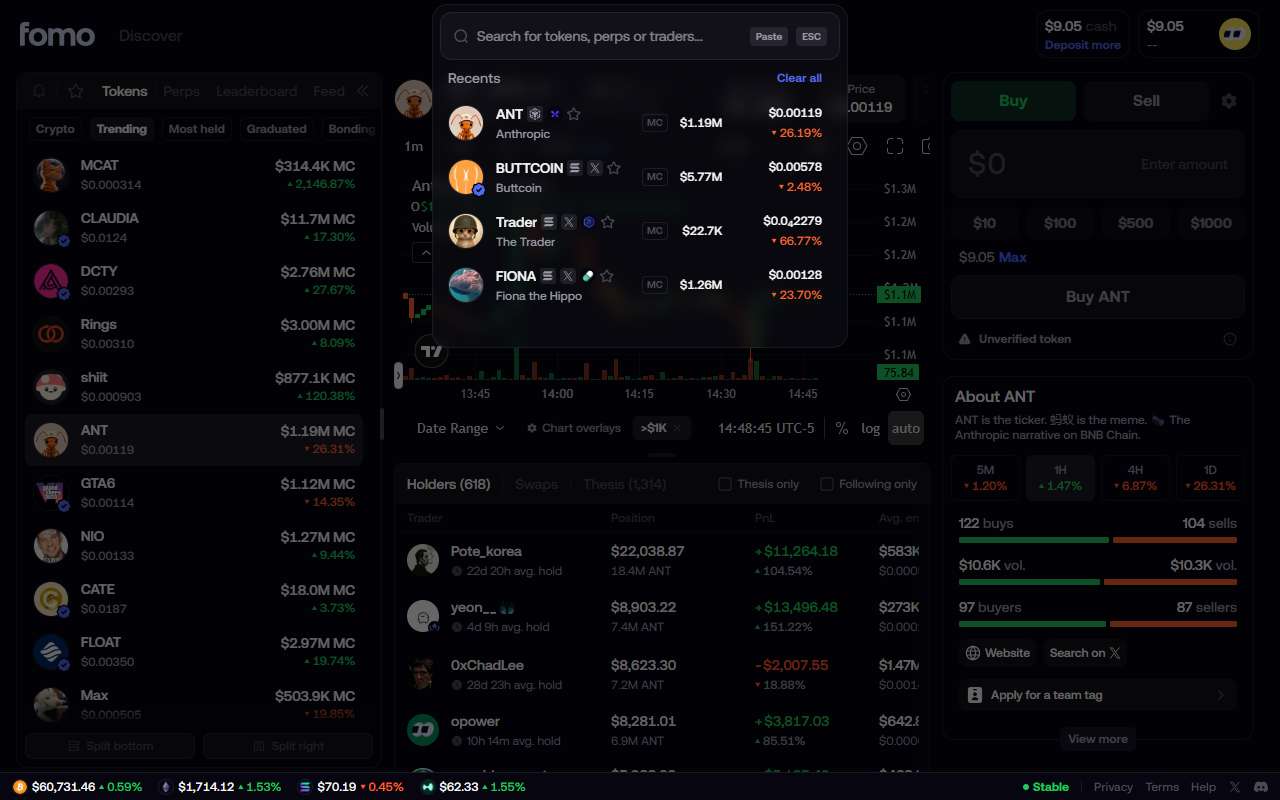 fomo
Discover
Search for tokens, perps or traders...
Paste
ESC
$9.05 cash
Deposit more
$9.05
--
Recents
Clear all
ANT
Anthropic
MC
$1.19M
$0.00119
26.19%
BUTTCOIN
Buttcoin
MC
$5.77M
$0.00578
2.48%
Trader
The Trader
MC
$22.7K
$0.0₄2279
66.77%
FIONA
Fiona the Hippo
MC
$1.26M
$0.00128
23.70%
Tokens
Perps
Leaderboard
Feed
Crypto
Trending
Most held
Graduated
Bonding
MCAT
$314.4K MC
$0.000314
2,146.87%
CLAUDIA
$11.7M MC
$0.0124
17.30%
DCTY
$2.76M MC
$0.00293
27.67%
Rings
$3.00M MC
$0.00310
8.09%
shiit
$877.1K MC
$0.000903
120.38%
ANT
$1.19M MC
$0.00119
26.31%
GTA6
$1.12M MC
$0.00114
14.35%
NIO
$1.27M MC
$0.00133
9.44%
CATE
$18.0M MC
$0.0187
3.73%
FLOAT
$2.97M MC
$0.00350
19.74%
Max
$503.9K MC
$0.000505
19.85%
Split bottom
Split right
Price
.00119
1m
$1.3M
$1.2M
$1.2M
$1.1M
$1.1M
$1.1M
75.84
13:45
14:00
14:15
14:30
14:45
Date Range
Chart overlays
>$1K
14:48:45 UTC-5
%
log
auto
Holders (618)
Swaps
Thesis (1,314)
Thesis only
Following only
Trader
Position
PnL
Avg. en
Pote_korea
$22,038.87
+$11,264.18
$583K
22d 20h avg. hold
18.4M ANT
104.54%
$0.000
yeon__
$8,903.22
+$13,496.48
$273K
4d 9h avg. hold
7.4M ANT
151.22%
$0.000
0xChadLee
$8,623.30
-$2,007.55
$1.47M
28d 23h avg. hold
7.2M ANT
18.88%
$0.001
opower
$8,281.01
+$3,817.03
$642.8
10h 14m avg. hold
6.9M ANT
85.51%
$0.000
Buy
Sell
$0
Enter amount
$10
$100
$500
$1000
$9.05 Max
Buy ANT
Unverified token
About ANT
ANT is the ticker. 蚂蚁 is the meme. 🐜 The
Anthropic narrative on BNB Chain.
5M
1.20%
1H
1.47%
4H
6.87%
1D
26.31%
122 buys
104 sells
$10.6K vol.
$10.3K vol.
97 buyers
87 sellers
Website
Search on X
Apply for a team tag
View more
$60,731.46
0.59%
$1,714.12
1.53%
$70.19
0.45%
$62.33
1.55%
Stable
Privacy
Terms
Help